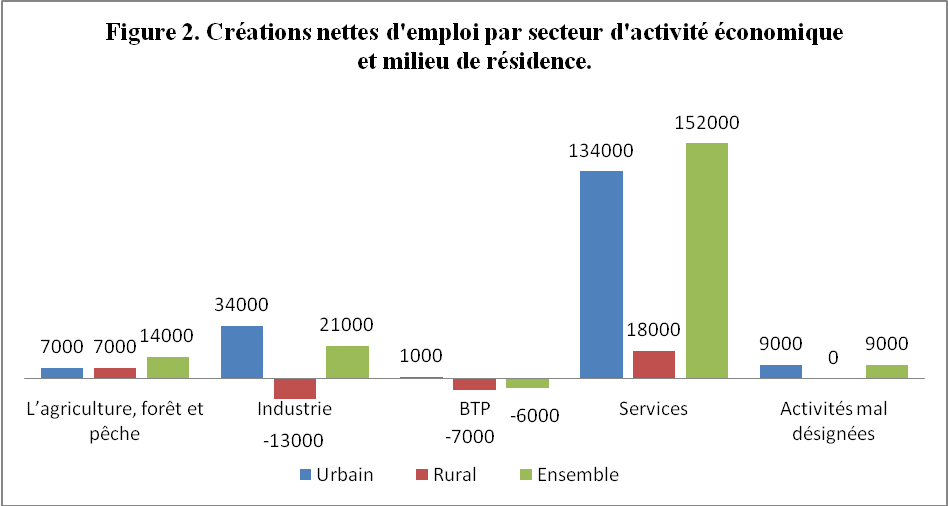 Figure 2. Créations nettes d'emploi par secteur d'activité économique
et milieu de résidence.
152000
134000
34000
21000
18000
14000
7000
7000
1000
9000
0
9000
L'agriculture, forêt et
pêche
Industrie
BTP
Services
Activités mal
désignées
-13000
-7000
-6000
Urbain
Rural
Ensemble